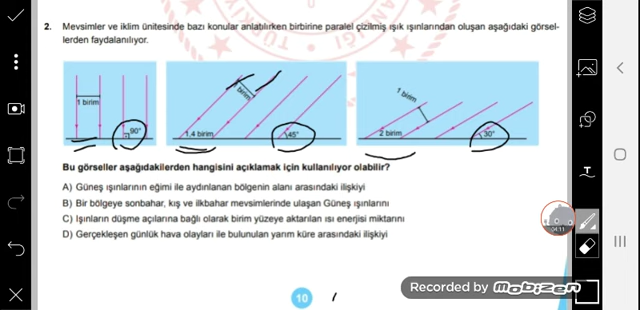 2. Mevsimler ve iklim ünitesinde bazı konular anlatılırken birbirine paralel çizilmiş ışık ışınlarından oluşan aşağıdaki görsel-
lerden faydalanılıyor.
1 birim
90°
birim
1,4 birim
45°
1 birim
2 birim
30°
Bu görseller aşağıdakilerden hangisini açıklamak için kullanılıyor olabilir?
A) Güneş ışınlarının eğimi ile aydınlanan bölgenin alanı arasındaki ilişkiyi
B) Bir bölgeye sonbahar, kış ve ilkbahar mevsimlerinde ulaşan Güneş ışınlarını
C) Işınların düşme açılarına bağlı olarak birim yüzeye aktarılan ısı enerjisi miktarını
D) Gerçekleşen günlük hava olayları ile bulunulan yarım küre arasındaki ilişkiyi
04:11
Recorded by Mobizen
10